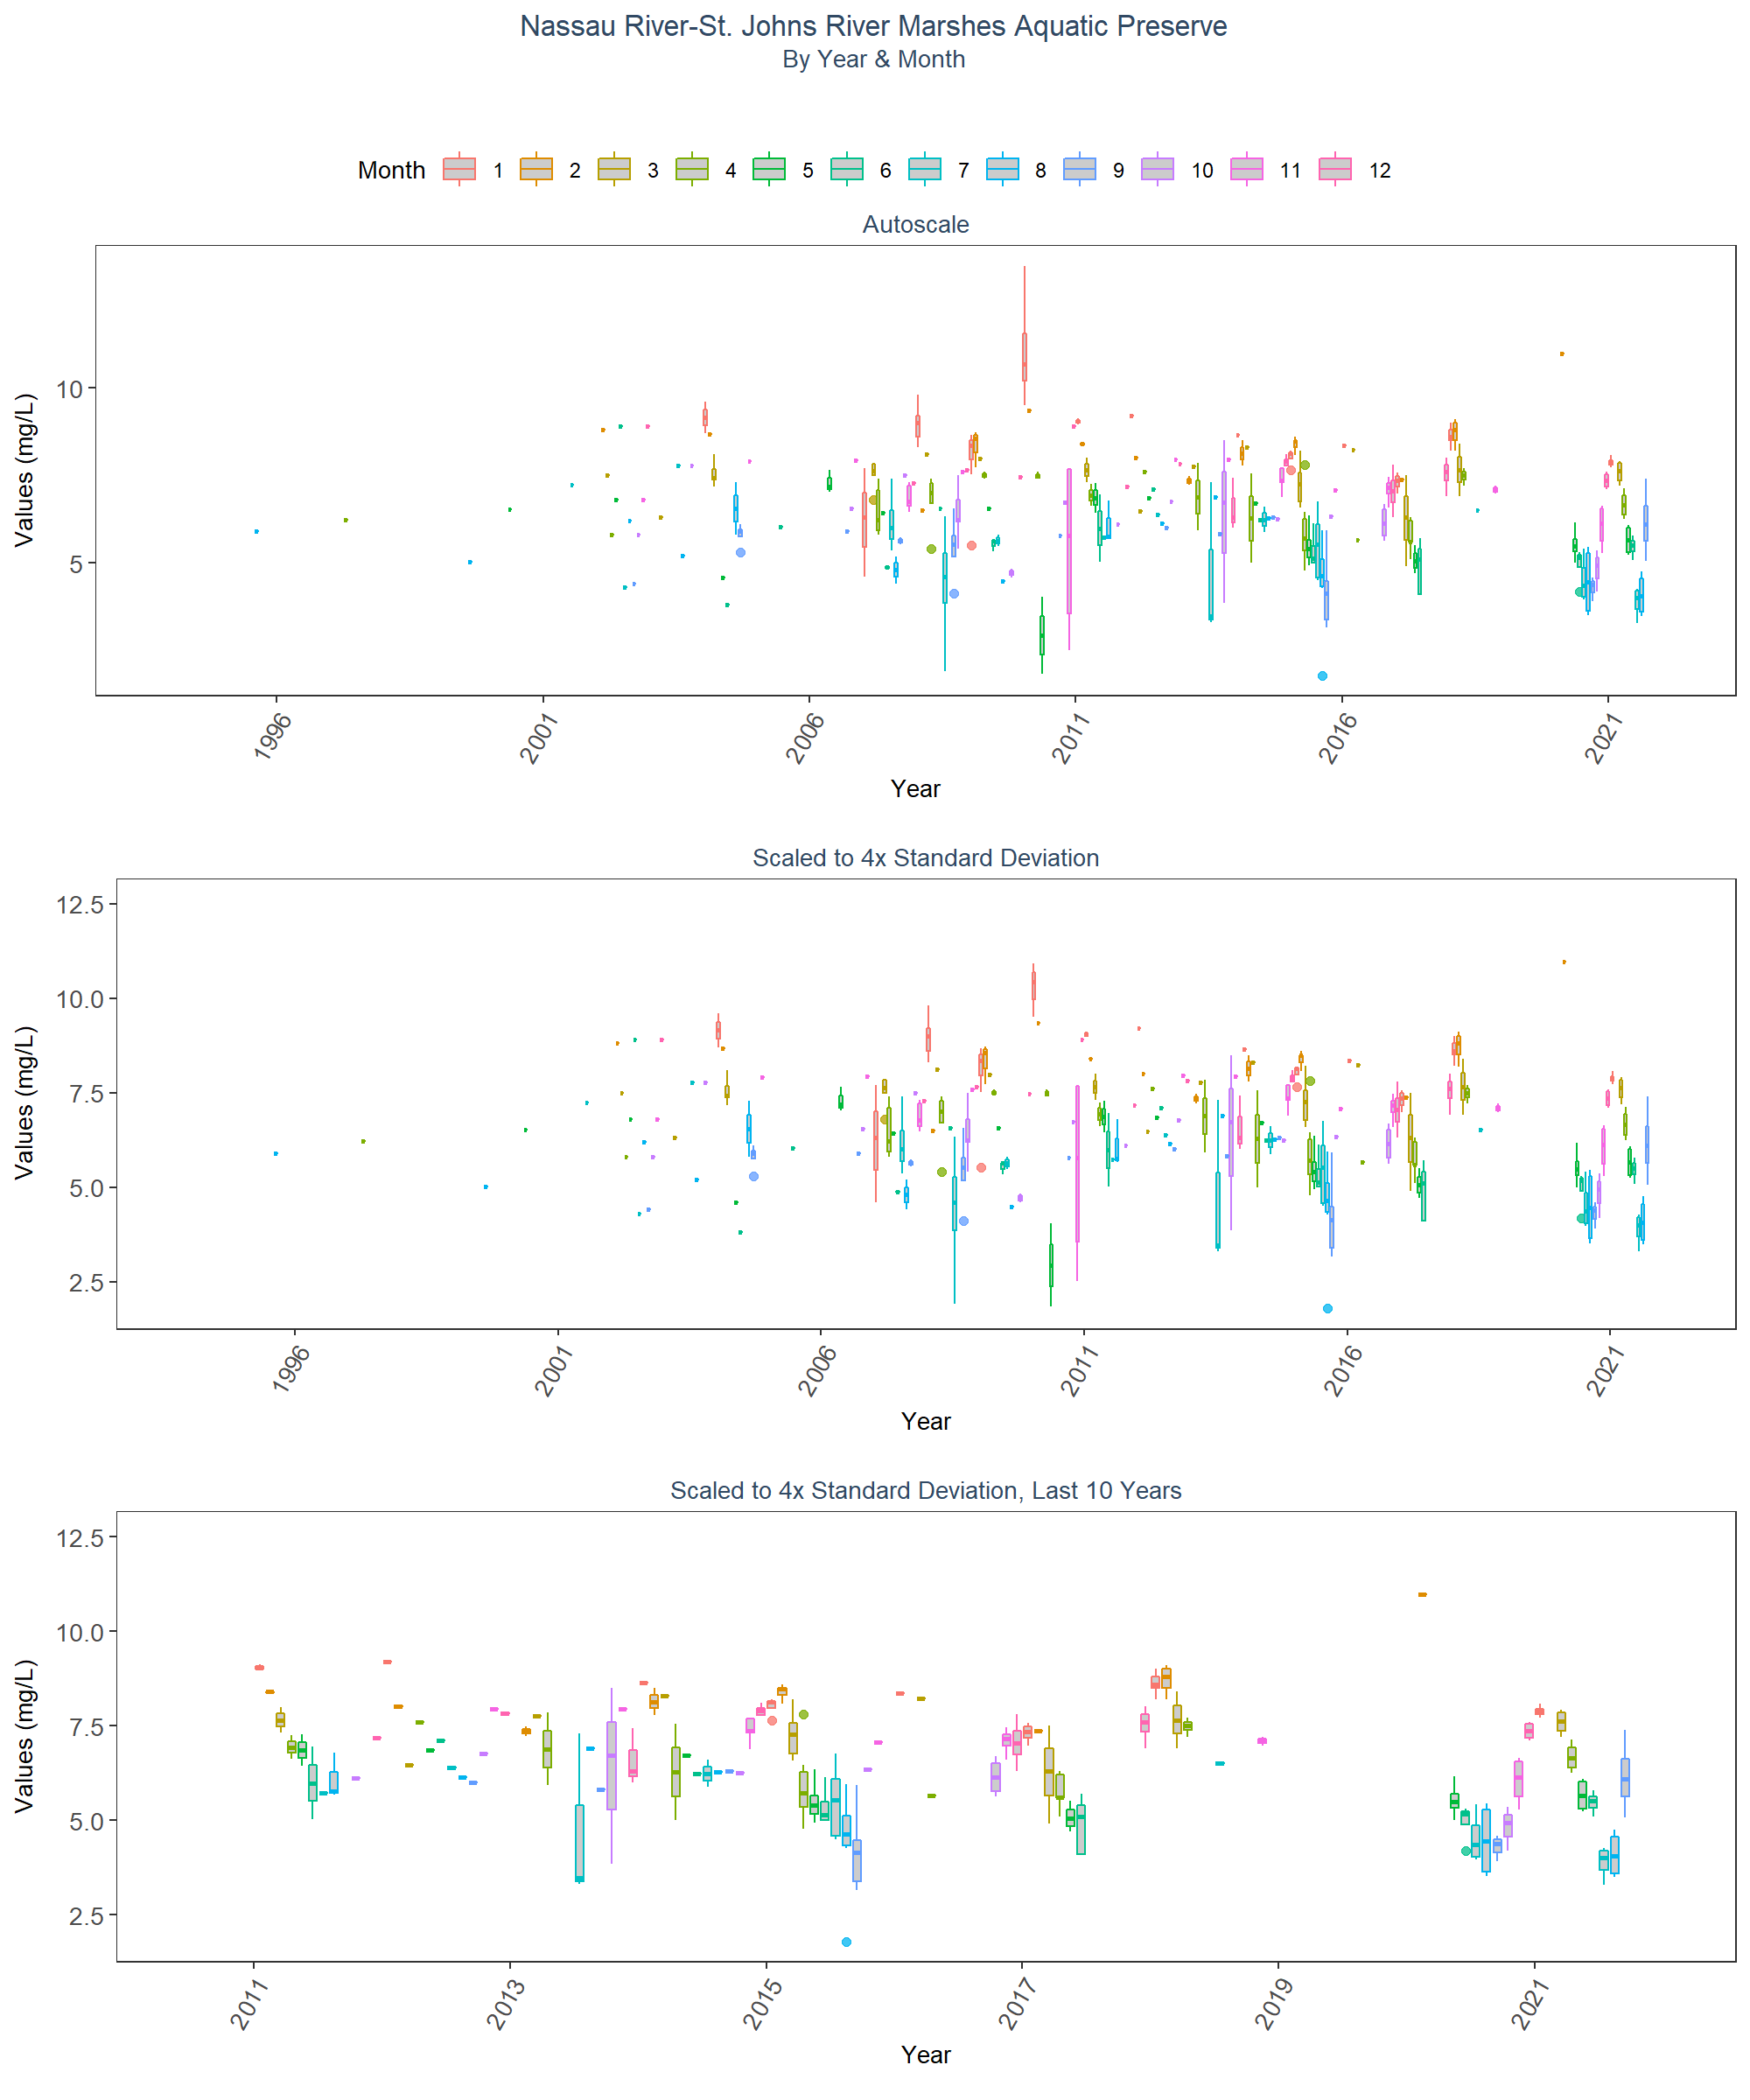 Nassau River-St. Johns River Marshes Aquatic Preserve
By Year & Month
Month 1 2 3 4 5 6 7 8 9 10 11 12
Autoscale
Values (mg/L)
10
5
1996 2001 2006 2011 2016 2021
Year
Scaled to 4x Standard Deviation
Values (mg/L)
12.5
10.0
7.5
5.0
2.5
1996 2001 2006 2011 2016 2021
Year
Scaled to 4x Standard Deviation, Last 10 Years
Values (mg/L)
12.5
10.0
7.5
5.0
2.5
2011 2013 2015 2017 2019 2021
Year